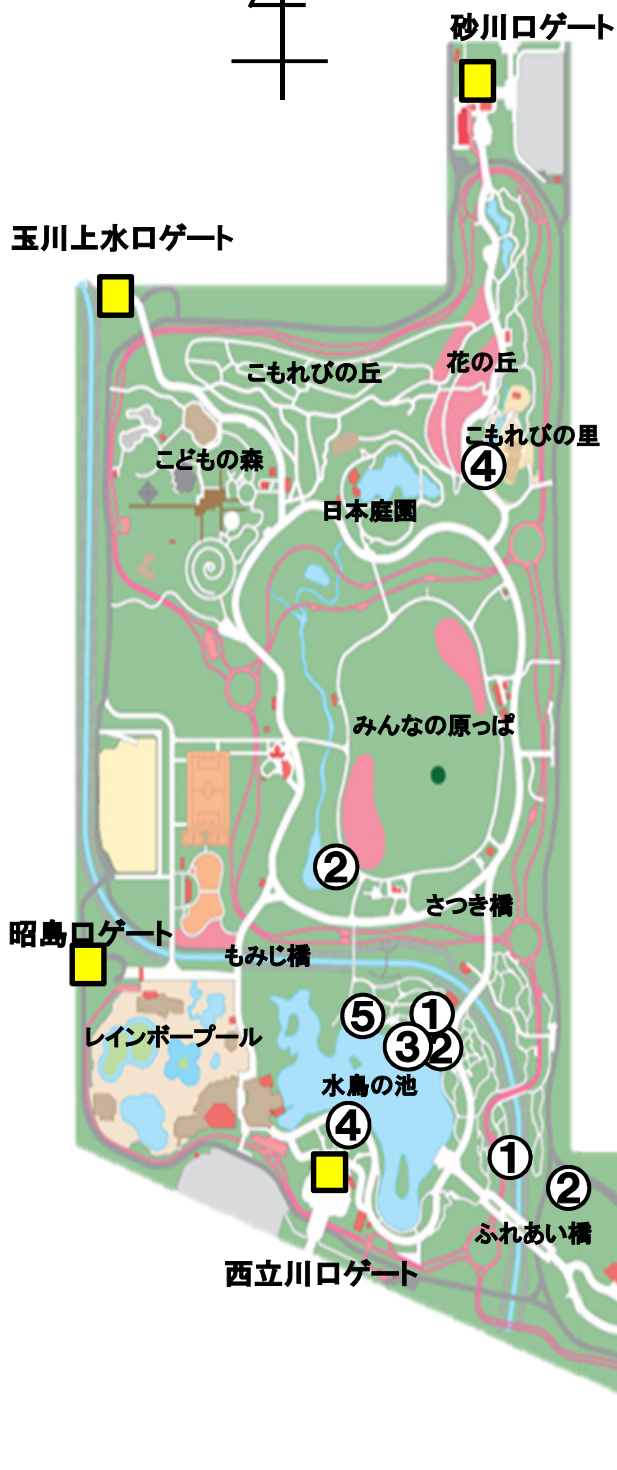 砂川口ゲート
玉川上水口ゲート
こもれびの丘
花の丘
こもれびの里
④
こどもの森
日本庭園
みんなの原っぱ
②
さつき橋
昭島口ゲート
もみじ橋
⑤
①
③
②
レインボープール
水鳥の池
④
①
②
ふれあい橋
西立川口ゲート